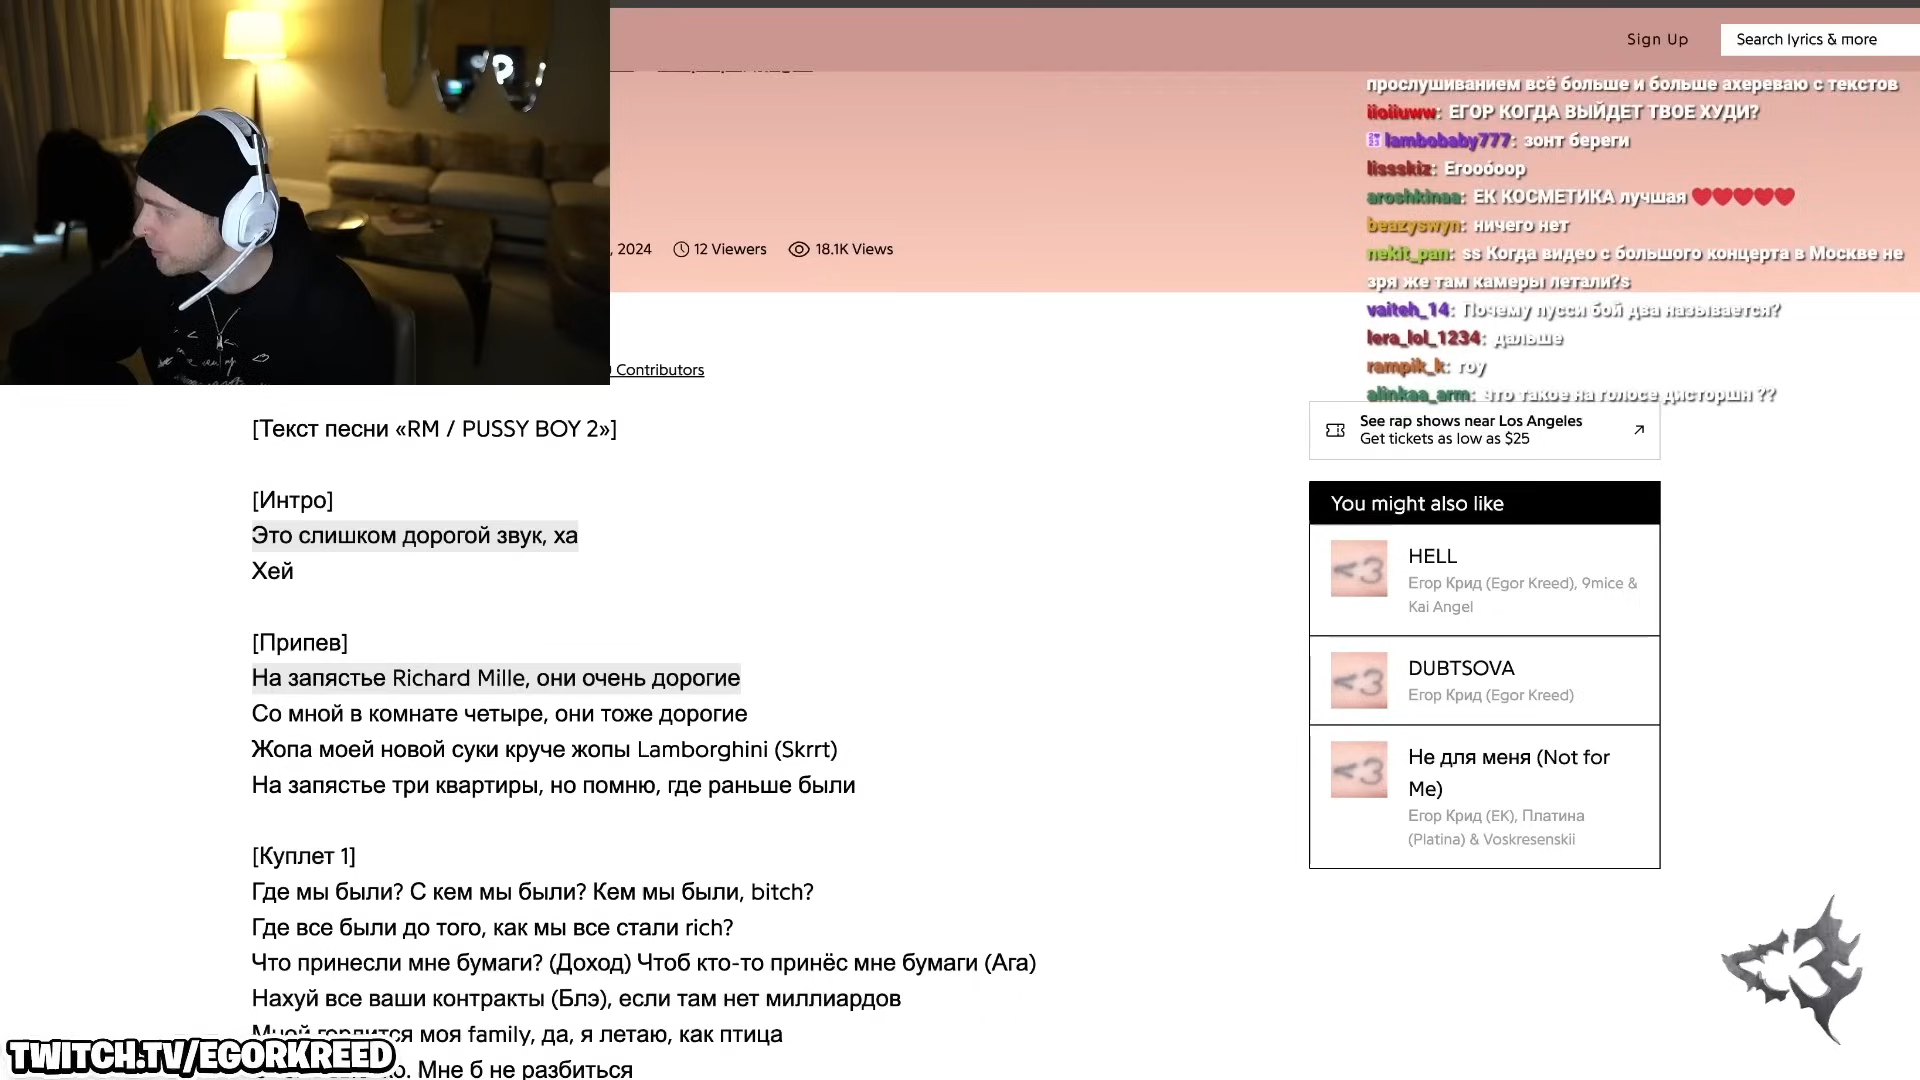 Sign Up
Search lyrics & more
прослушиванием всё больше и больше ахереваю с текстов
iioiiuww: ЕГОР КОГДА ВЫЙДЕТ ТВОЕ ХУДИ?
lambobaby777: зонт береги
lissskiz: Егооооор
aroshkinaa: ЕК КОСМЕТИКА лучшая ❤❤❤❤❤
beazyswyn: ничего нет
nekit_pan: ss Когда видео с большого концерта в Москве не
зря же там камеры летали?s
vaiteh_14: Почему пусси бой два называется?
lera_lol_1234: дальше
rampik_k: гоу
alinkaa_arm: что такое на голосе дисторшн ??
, 2024
12 Viewers
18.1K Views
Contributors
[Текст песни «RM / PUSSY BOY 2»]
[Интро]
Это слишком дорогой звук, ха
Хей
[Припев]
На запястье Richard Mille, они очень дорогие
Со мной в комнате четыре, они тоже дорогие
Жопа моей новой суки круче жопы Lamborghini (Skrrt)
На запястье три квартиры, но помню, где раньше были
[Куплет 1]
Где мы были? С кем мы были? Кем мы были, bitch?
Где все были до того, как мы все стали rich?
Что принесли мне бумаги? (Доход) Чтоб кто-то принёс мне бумаги (Ага)
Нахуй все ваши контракты (Блэ), если там нет миллиардов
Мной гордится моя family, да, я летаю, как птица
Мне б не разбиться
See rap shows near Los Angeles
Get tickets as low as $25
You might also like
HELL
Егор Крид (Egor Kreed), 9mice &
Kai Angel
DUBTSOVA
Егор Крид (Egor Kreed)
Не для меня (Not for
Me)
Егор Крид (ЕК), Платина
(Platina) & Voskresenskii
<3
<3
<3
TWITCH.TV/EGORKREED